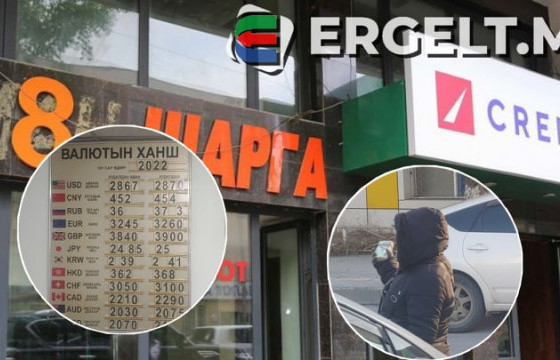 ERGELT.M
8
ШАРГА
CRE
ВАЛЮТЫН ХАНШ
2022
USD 2867 2870
CNY 452 454
RUB 36 37 3
EUR 3245 3260
GBP 3840 3900
JPY 24 85 25
KRW 2 39 2 41
HKD 362 368
CHF 3050 3100
CAD 2210 2290
AUD 2030 2075
2070